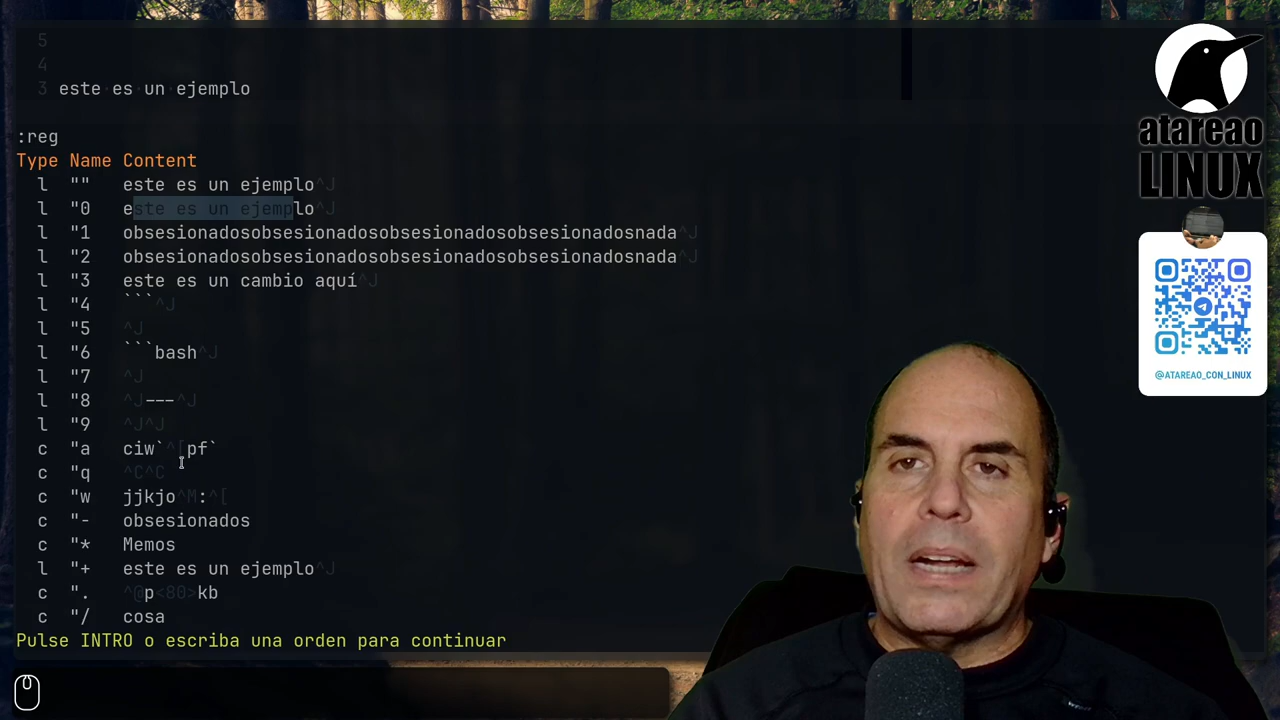 5
4
3 este es un ejemplo
:reg
Type Name Content
l "" este es un ejemplo^J
l "0 este es un ejemplo^J
l "1 obsesionadosobsesionadosobsesionadosobsesionadosnada^J
l "2 obsesionadosobsesionadosobsesionadosobsesionadosnada^J
l "3 este es un cambio aquí^J
l "4 ```^J
l "5 ^J
l "6 ```bash^J
l "7 ^J
l "8 ^J---^J
l "9 ^J^J
c "a ciw`^[pf`
c "q ^C^C
c "w jjkjo^M:^[
c "- obsesionados
c "* Memos
l "+ este es un ejemplo^J
c ". ^@p<80>kb
c "/ cosa
Pulse INTRO o escriba una orden para continuar
atareao
LINUX
@ATAREAO_CON_LINUX